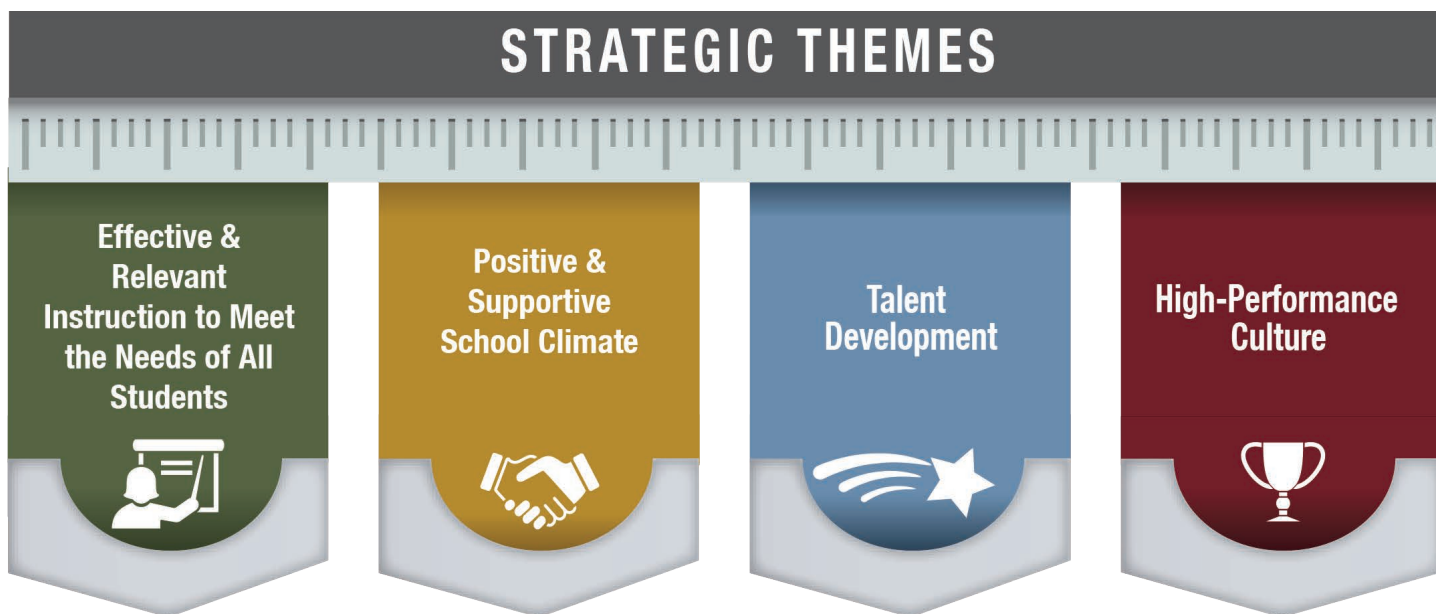 STRATEGIC THEMES
Effective &
Relevant
Instruction to Meet
the Needs of All
Students
Positive &
Supportive
School Climate
Talent
Development
High-Performance
Culture